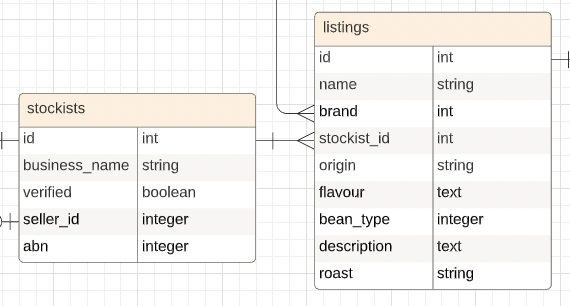 listings
id int
name string
brand int
stockist_id int
origin string
flavour text
bean_type integer
description text
roast string
stockists
id int
business_name string
verified boolean
seller_id integer
abn integer